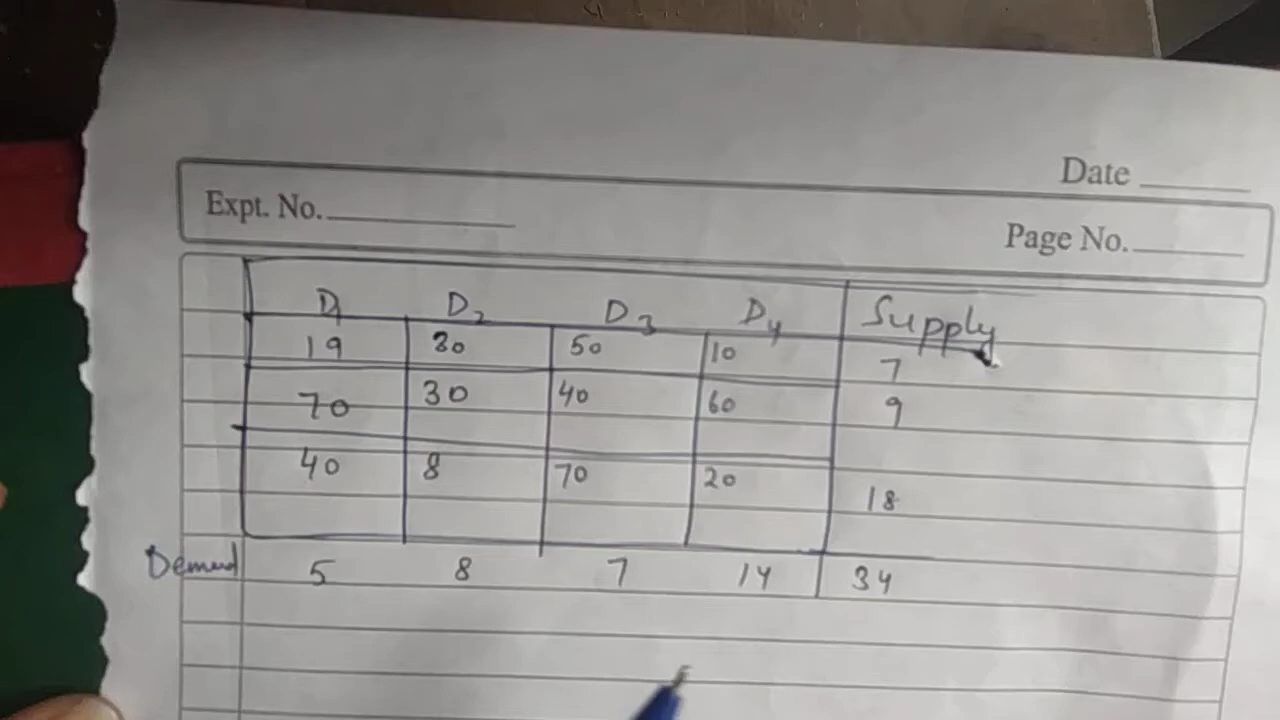 Date
Expt. No.
Page No.
D1 D2 D3 D4 Supply
19 30 50 10 7
70 30 40 60 9
40 8 70 20 18
Demand 5 8 7 14 34